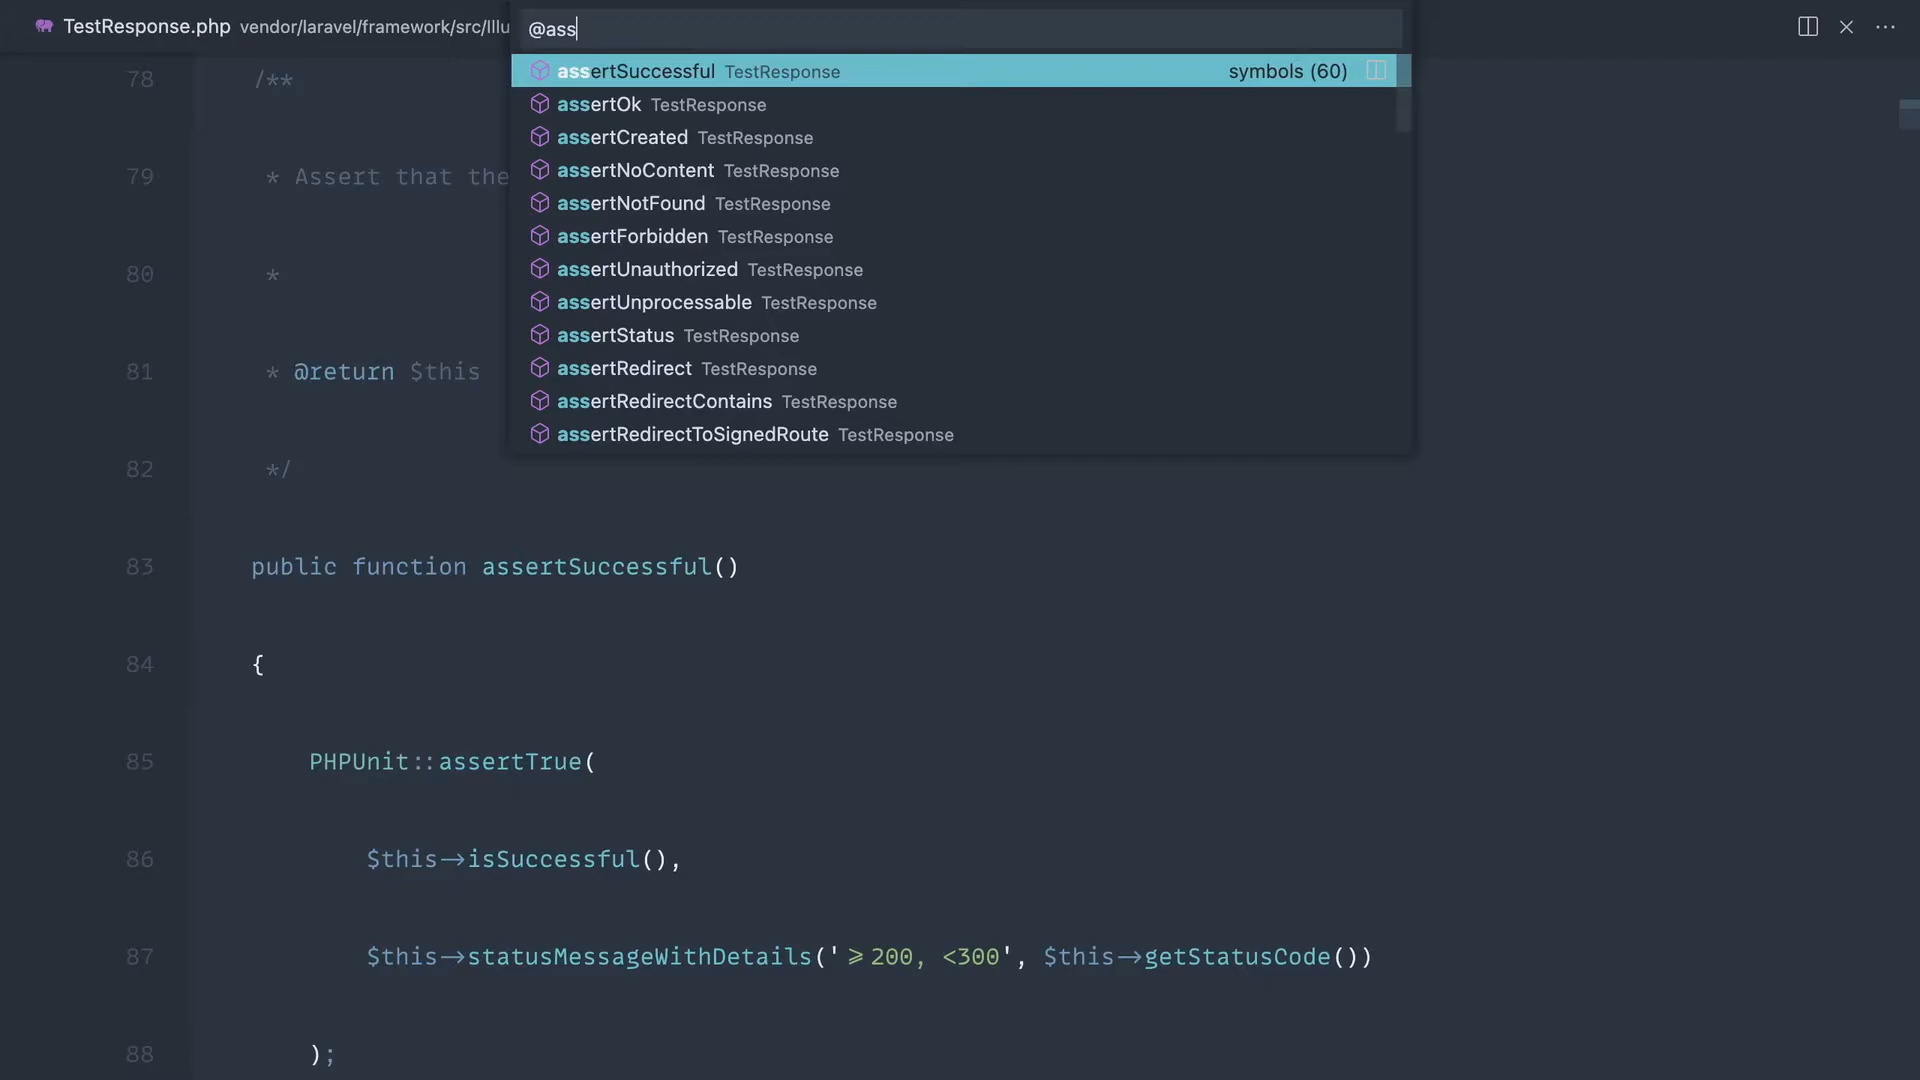 TestResponse.php vendor/laravel/framework/src/Illu
@ass
assertSuccessful TestResponse symbols (60)
assertOk TestResponse
assertCreated TestResponse
assertNoContent TestResponse
assertNotFound TestResponse
assertForbidden TestResponse
assertUnauthorized TestResponse
assertUnprocessable TestResponse
assertStatus TestResponse
assertRedirect TestResponse
assertRedirectContains TestResponse
assertRedirectToSignedRoute TestResponse
78 /**
79 * Assert that the
80 *
81 * @return $this
82 */
83 public function assertSuccessful()
84 {
85 PHPUnit::assertTrue(
86 $this->isSuccessful(),
87 $this->statusMessageWithDetails('>=200, <300', $this->getStatusCode())
88 );